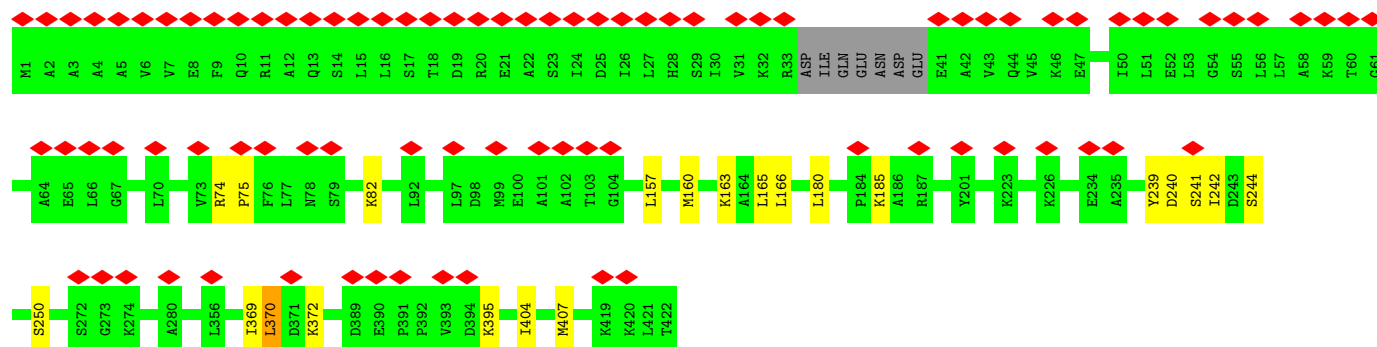 M1 A2 A3 A4 A5 V6 V7 E8 F9 Q10 R11 A12 Q13 S14 L15 L16 S17 T18 D19 R20 E21 A22 S23 I24 D25 I26 L27 H28 S29 I30 V31 K32 R33 ASP ILE GLN GLU ASN ASP GLU E41 A42 V43 Q44 V45 K46 E47 I50 L51 E52 L53 G54 S55 L56 L57 A58 K59 T60 G61
A64 E65 L66 G67 L70 V73 R74 P75 F76 L77 N78 S79 K82 L92 L97 D98 M99 E100 A101 A102 T103 G104 L157 M160 K163 A164 L165 L166 L180 P184 K185 A186 R187 Y201 K223 K226 E234 A235 Y239 D240 S241 I242 D243 S244
S250 S272 G273 K274 A280 L356 I369 L370 D371 K372 D389 E390 P391 P392 V393 D394 K395 I404 M407 K419 K420 L421 T422